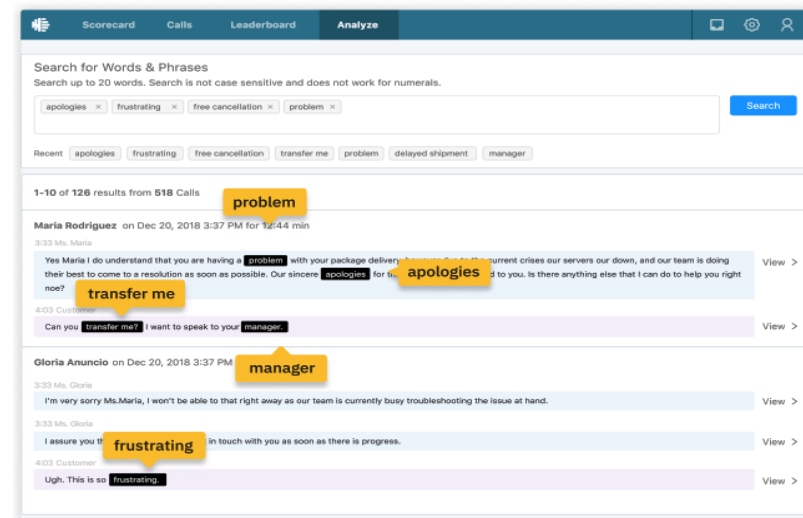 Scorecard Calls Leaderboard Analyze
Search for Words & Phrases
Search up to 20 words. Search is not case sensitive and does not work for numerals.
apologies × frustrating × free cancellation × problem ×
Search
Recent apologies frustrating free cancellation transfer me problem delayed shipment manager
1-10 of 126 results from 518 Calls
problem
Maria Rodriguez on Dec 20, 2018 3:37 PM for 12:44 min
3:33 Ms. Maria
Yes Maria I do understand that you are having a problem with your package delivery, current crises our servers our down, and our team is doing
their best to come to a resolution as soon as possible. Our sincere apologies for to you. Is there anything else that I can do to help you right
noe?
View >
apologies
transfer me
4:03 Customer
Can you transfer me? I want to speak to your manager.
View >
Gloria Anuncio on Dec 20, 2018 3:37 PM
manager
3:33 Ms. Gloria
I'm very sorry Ms.Maria, I won't be able to that right away as our team is currently busy troubleshooting the issue at hand.
View >
3:33 Ms. Gloria
I assure you in touch with you as soon as there is progress.
View >
frustrating
4:03 Customer
Ugh. This is so frustrating.
View >